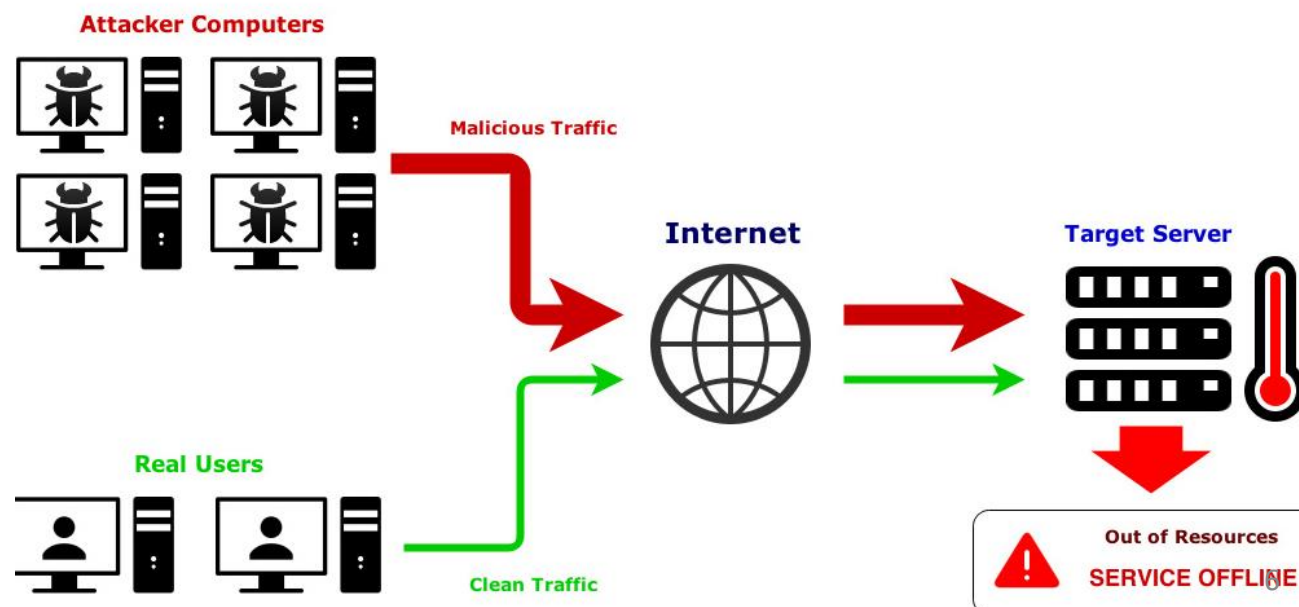 Attacker Computers
Malicious Traffic
Internet
Target Server
Real Users
Clean Traffic
Out of Resources
SERVICE OFFLINE